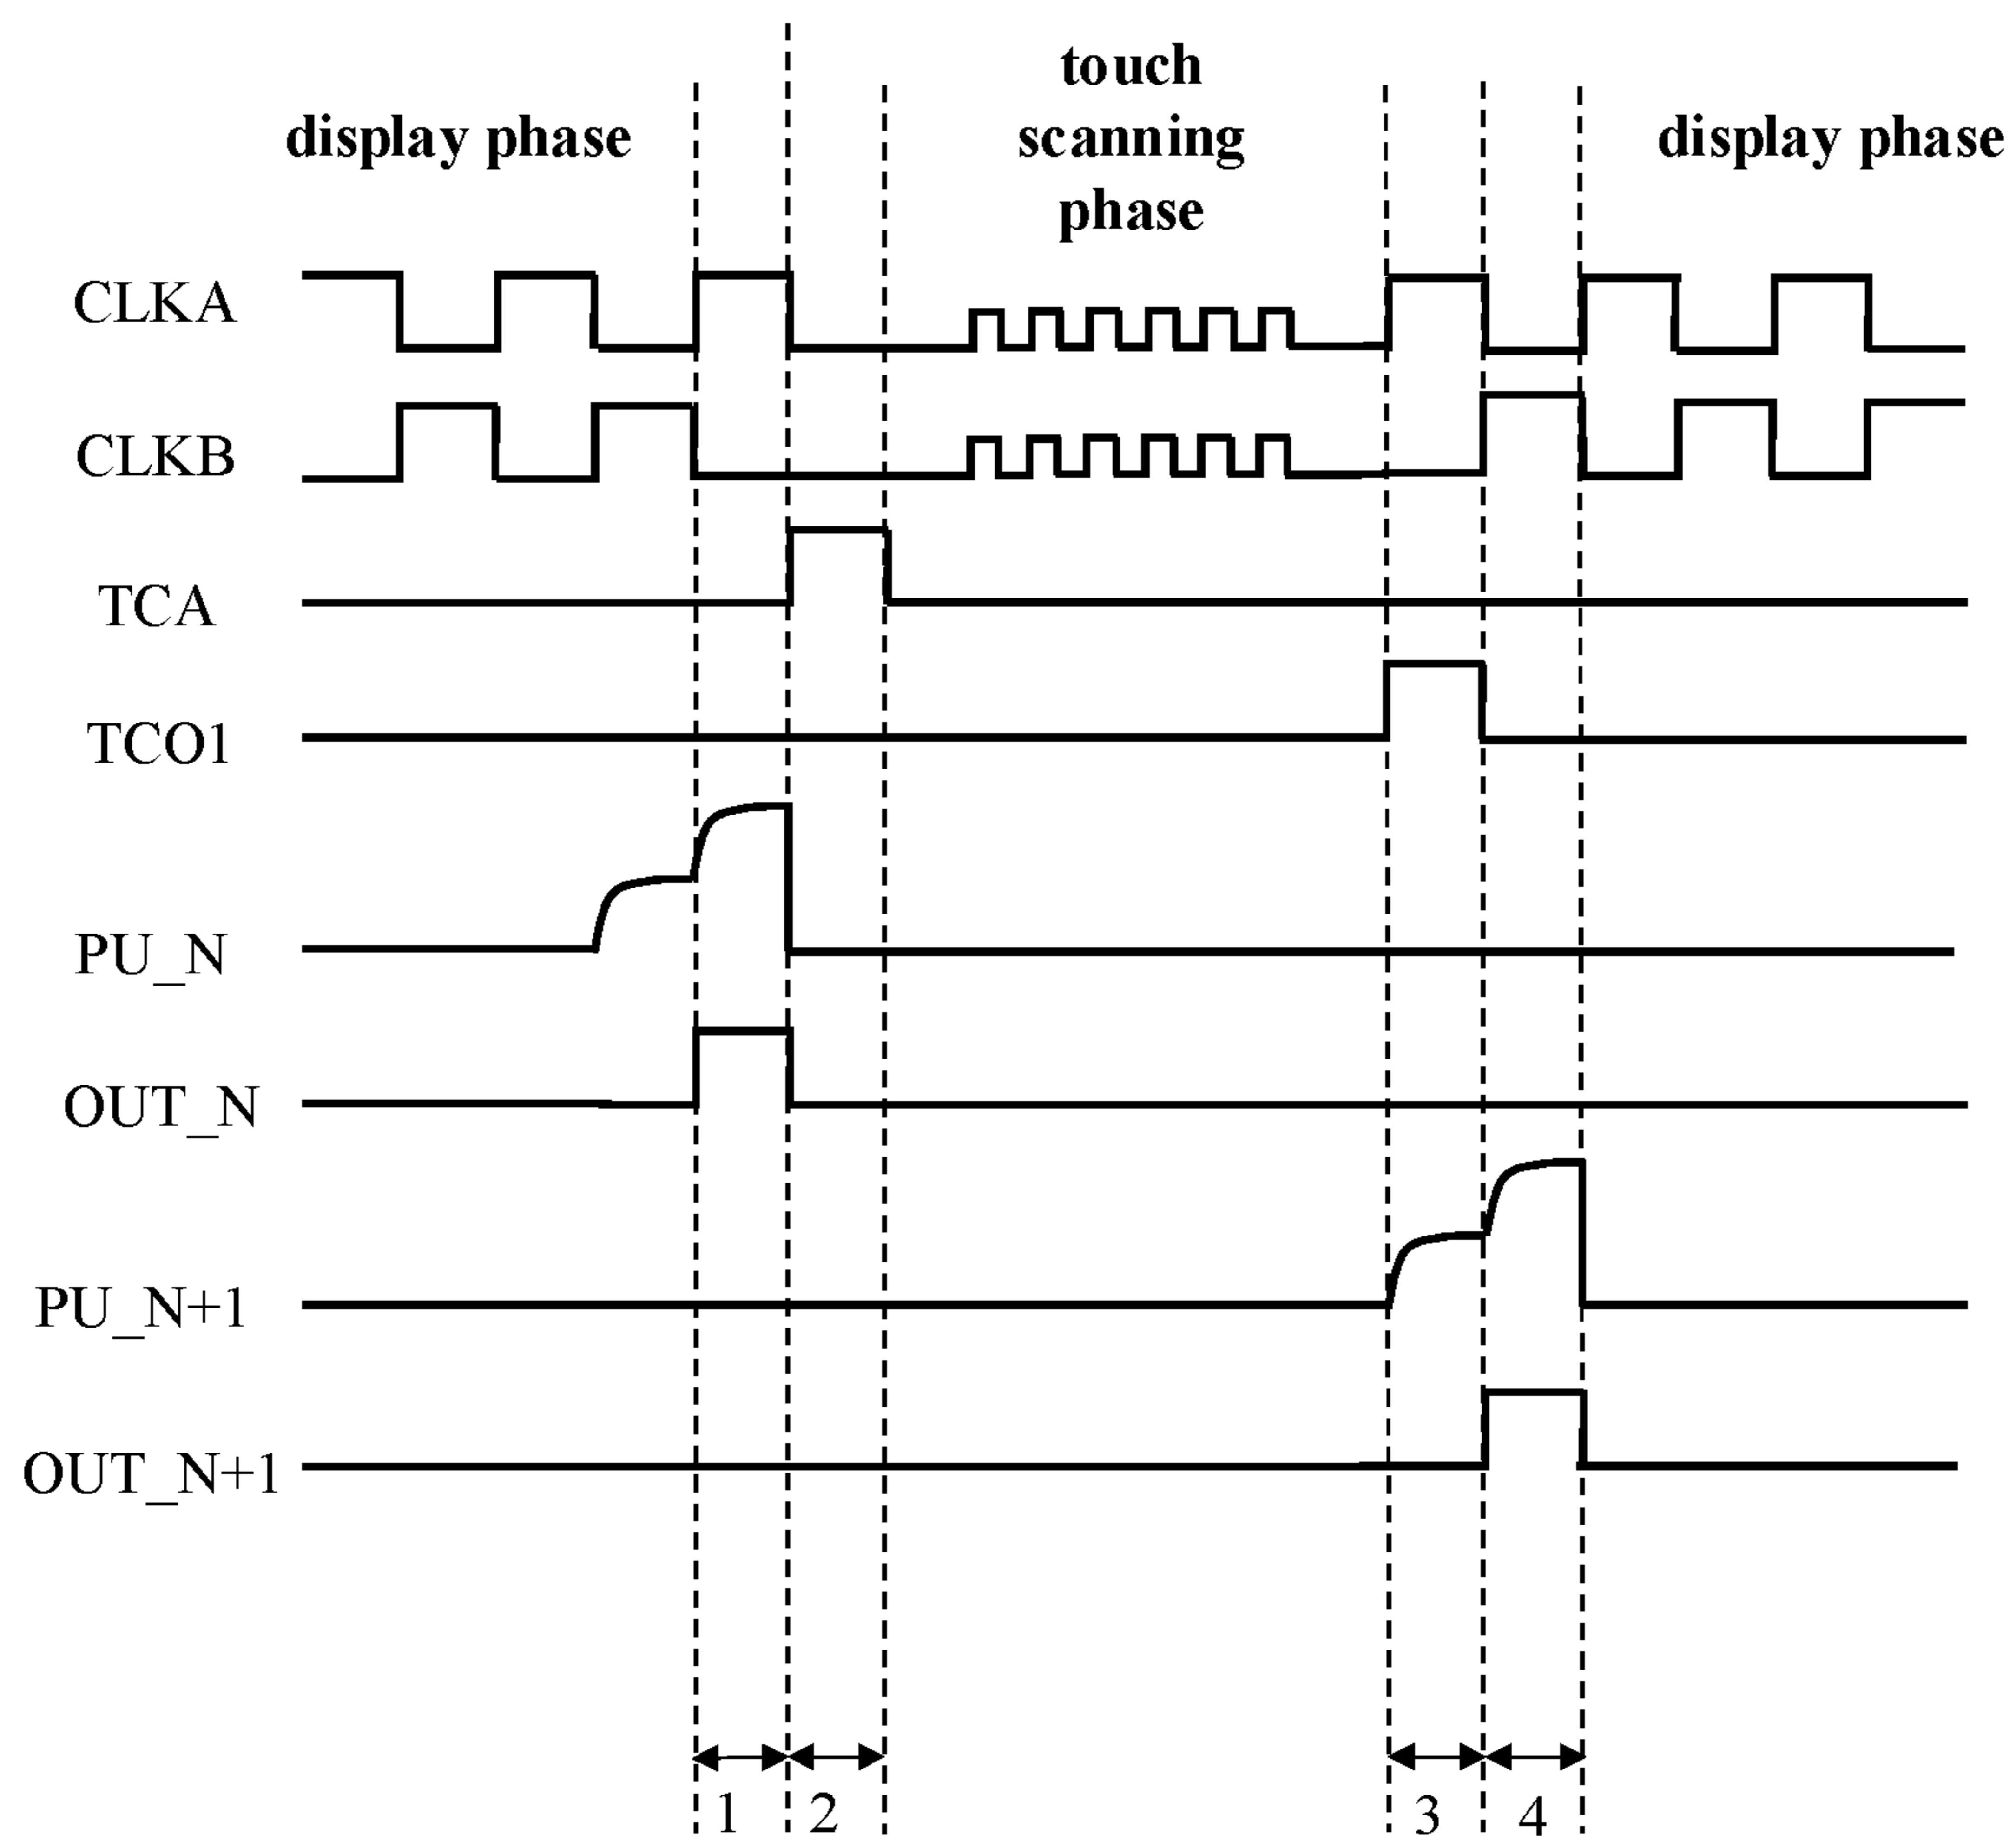 touch
scanning
phase
display phase
display phase
CLKA
CLKB
TCA
TCO1
PU_N
OUT_N
PU_N+1
OUT_N+1
1 2 3 4